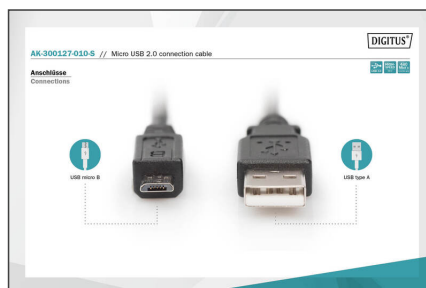 DIGITUS®
AK-300127-010-S // Micro USB 2.0 connection cable
Anschlüsse
Connections
USB micro B
USB type A